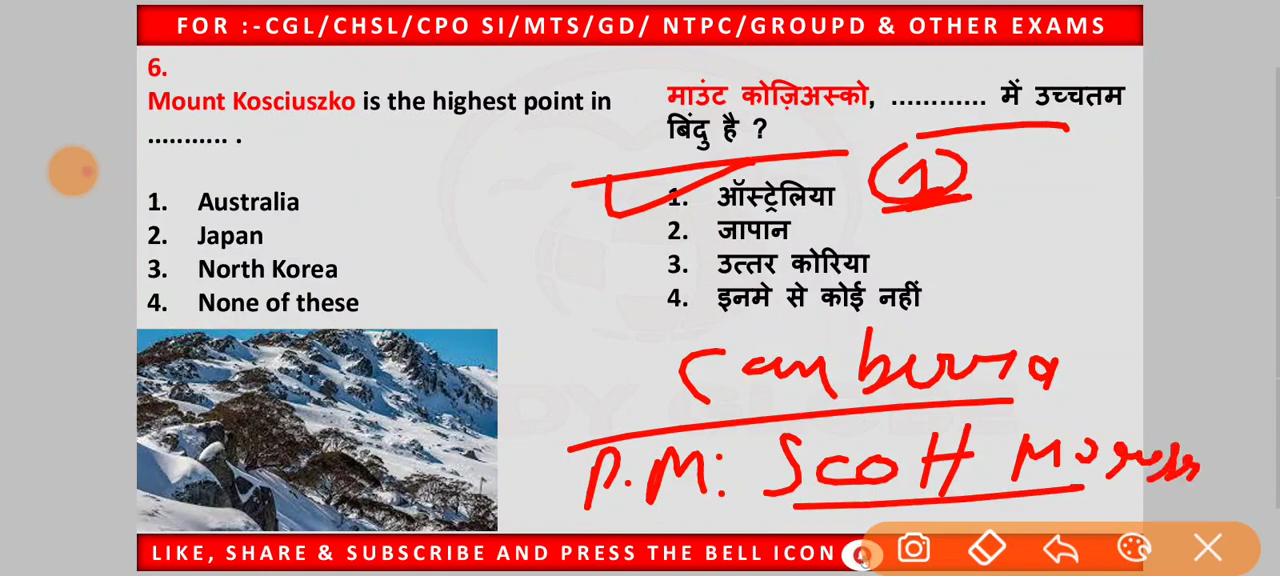 FOR :-CGL/CHSL/CPO SI/MTS/GD/ NTPC/GROUPD & OTHER EXAMS
6.
Mount Kosciuszko is the highest point in
........... .
1. Australia
2. Japan
3. North Korea
4. None of these
माउंट कोज़िअस्को, ............ में उच्चतम
बिंदु है ?
1
1. ऑस्ट्रेलिया
2. जापान
3. उत्तर कोरिया
4. इनमे से कोई नहीं
Canberra
P.M: Scott
LIKE, SHARE & SUBSCRIBE AND PRESS THE BELL ICON